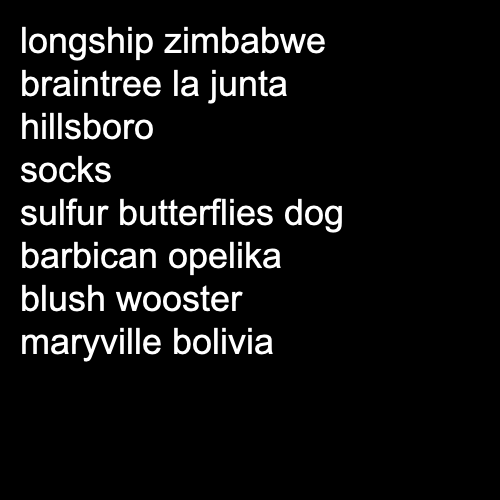 longship zimbabwe
braintree la junta
hillsboro
socks
sulfur butterflies dog
barbican opelika
blush wooster
maryville bolivia